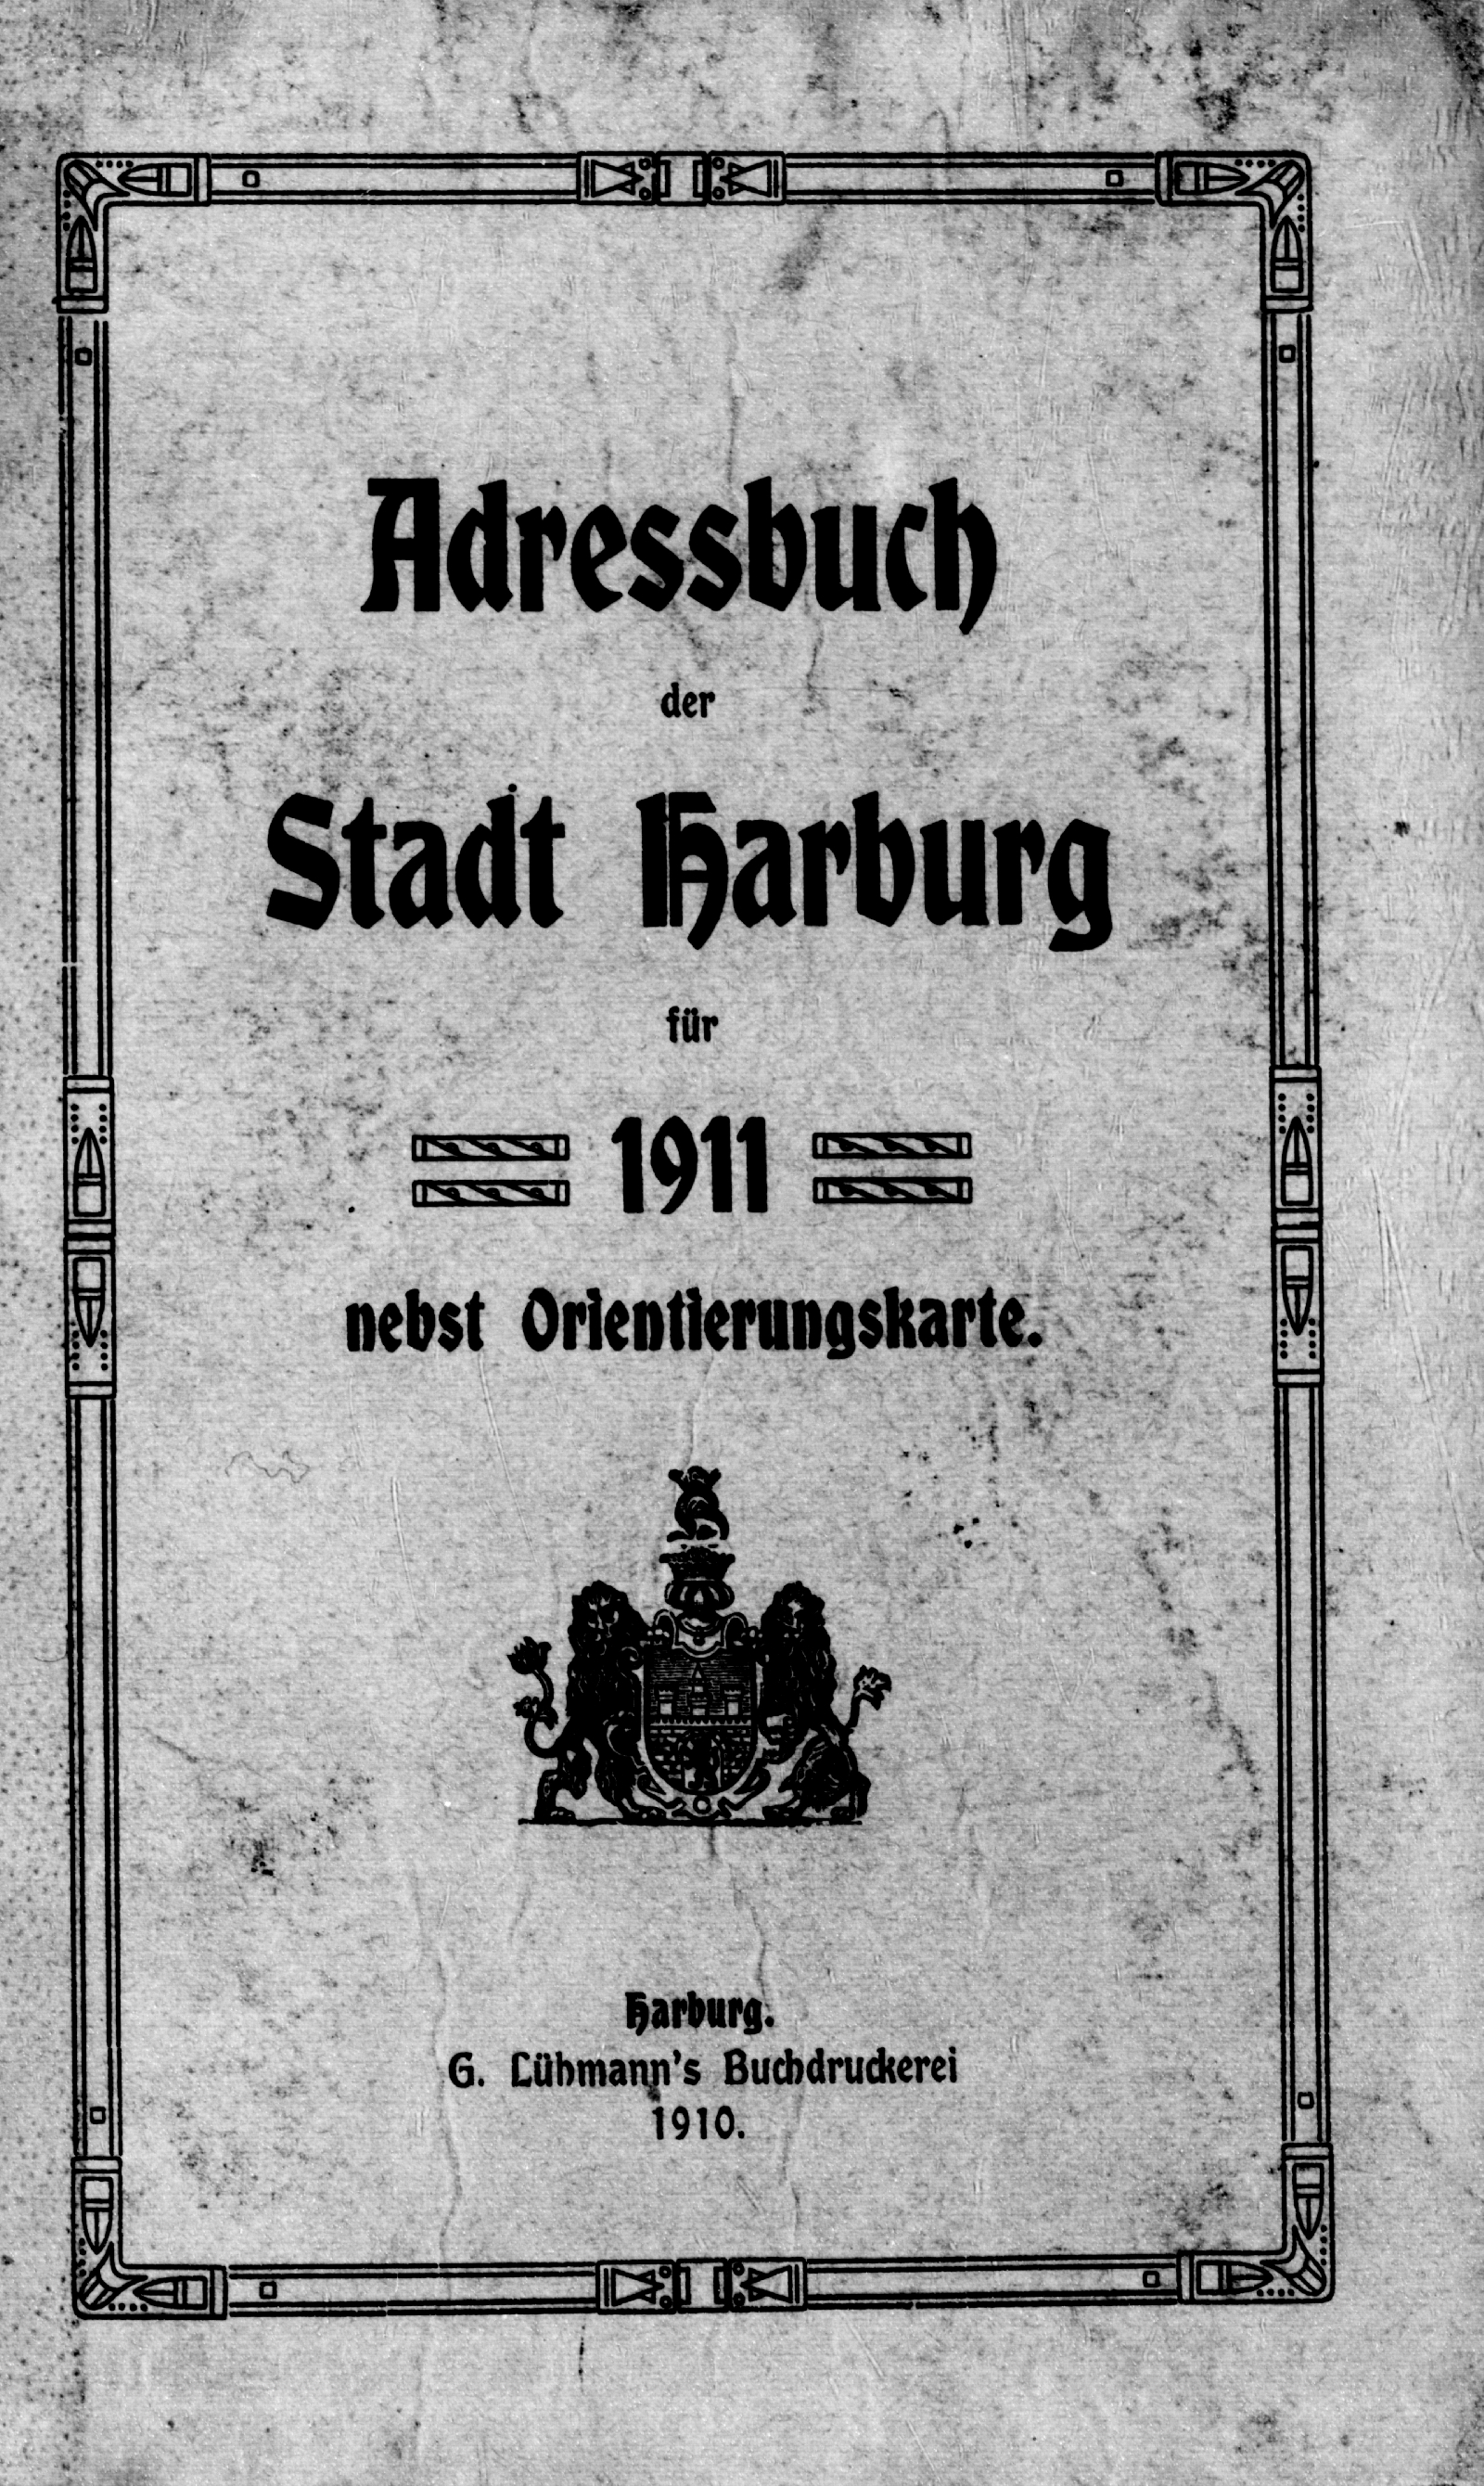 Adressbuch
der
Stadt Harburg
für
1911
nebst Orientierungskarte.
Harburg.
G. Lühmann's Buchdruckerei
1910.